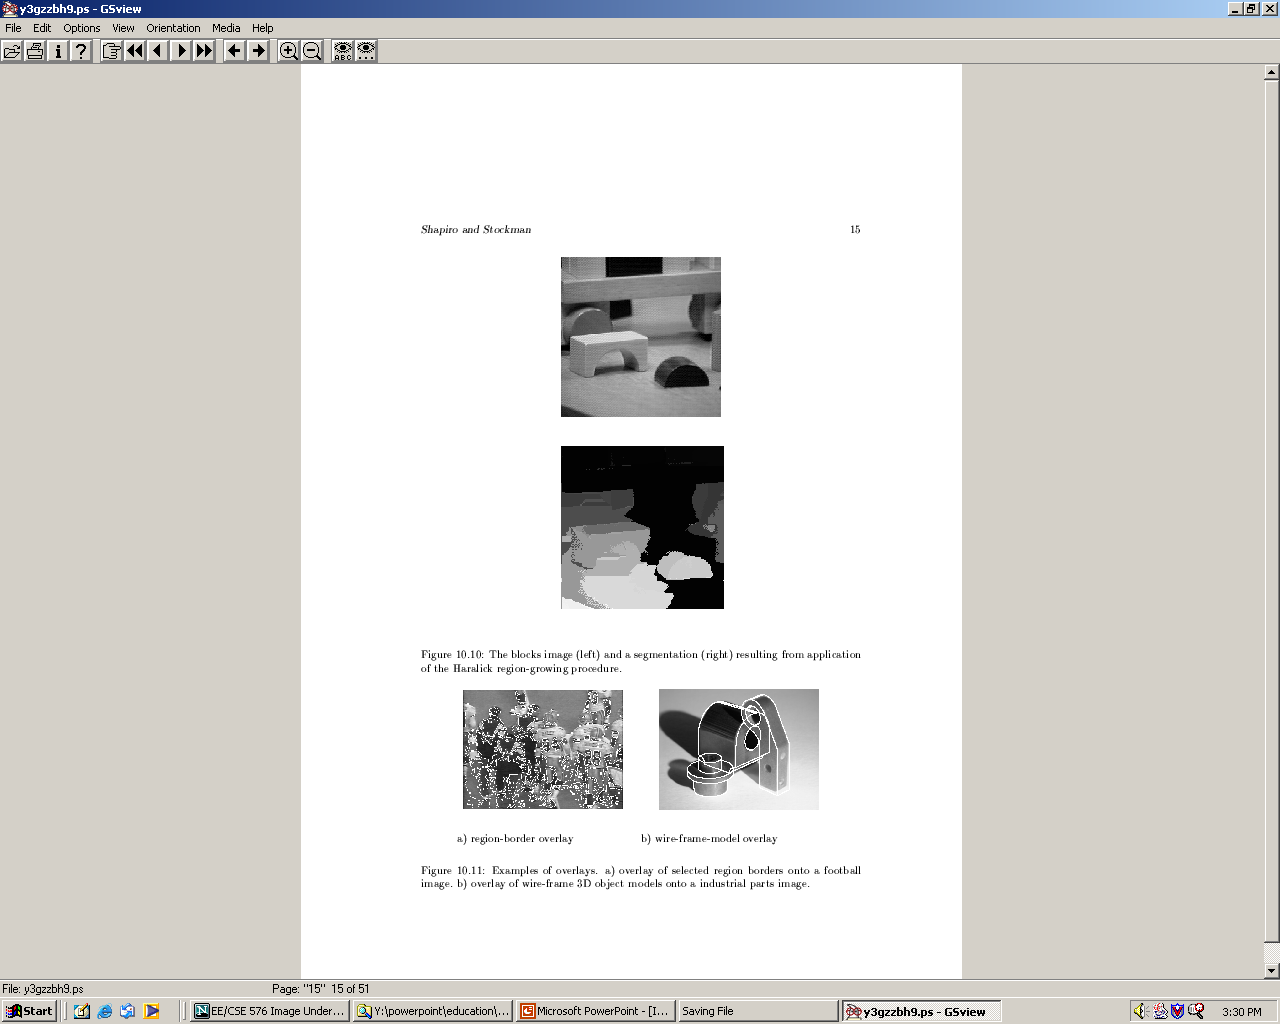 y3gzzbh9.ps - GSview
File Edit Options View Orientation Media Help
ABC
Shapiro and Stockman 15
Figure 10.10: The blocks image (left) and a segmentation (right) resulting from application
of the Haralick region-growing procedure.
a) region-border overlay b) wire-frame-model overlay
Figure 10.11: Examples of overlays. a) overlay of selected region borders onto a football
image. b) overlay of wire-frame 3D object models onto a industrial parts image.
File: y3gzzbh9.ps Page: "15" 15 of 51
Start EE/CSE 576 Image Under... Y:\powerpoint\education\... Microsoft PowerPoint - [I... Saving File y3gzzbh9.ps - GSview 3:30 PM